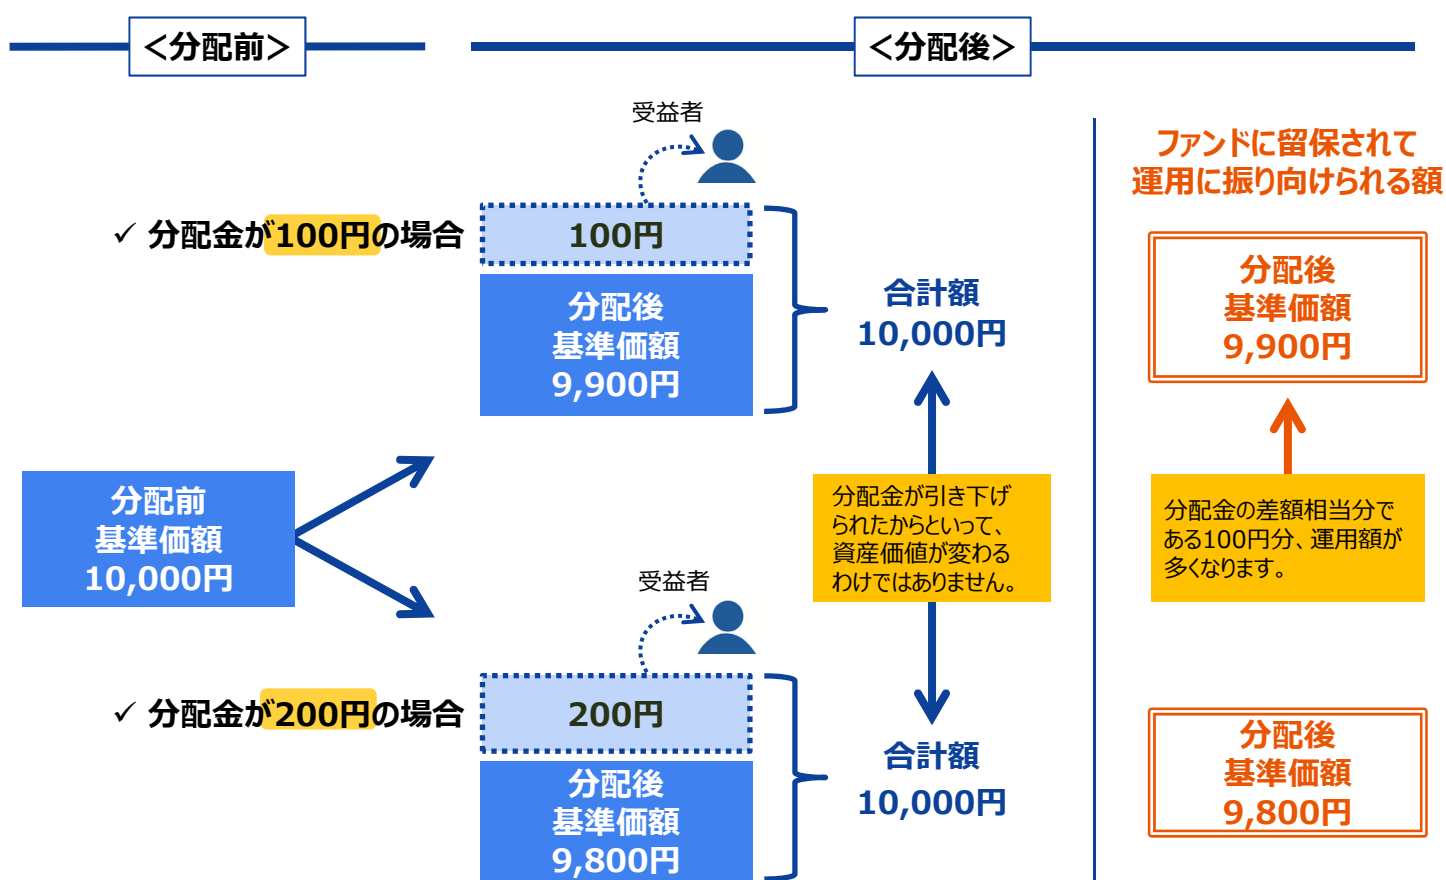 ＜分配前＞
＜分配後＞
受益者
ファンドに留保されて
運用に振り向けられる額
✓ 分配金が100円の場合
100円
分配後
基準価額
9,900円
合計額
10,000円
分配後
基準価額
9,900円
分配前
基準価額
10,000円
分配金が引き下げ
られたからといって、
資産価値が変わる
わけではありません。
分配金の差額相当分で
ある100円分、運用額が
多くなります。
受益者
✓ 分配金が200円の場合
200円
分配後
基準価額
9,800円
合計額
10,000円
分配後
基準価額
9,800円